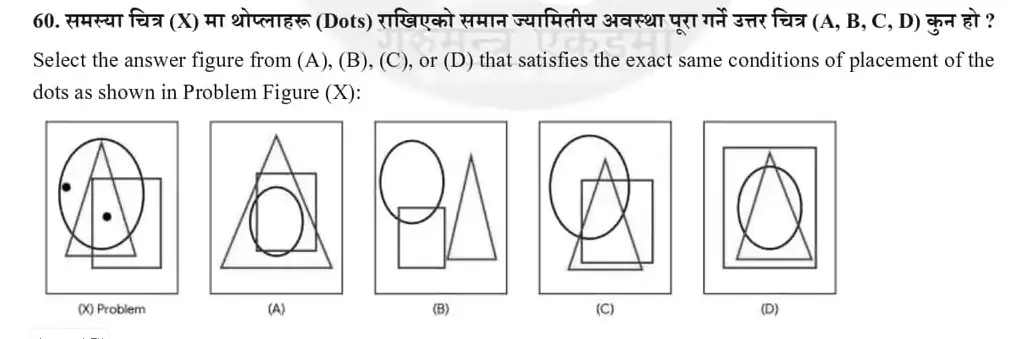 60. समस्या चित्र (X) मा थोप्लाहरू (Dots) राखिएको समान ज्यामितीय अवस्था पूरा गर्ने उत्तर चित्र (A, B, C, D) कुन हो ?
Select the answer figure from (A), (B), (C), or (D) that satisfies the exact same conditions of placement of the
dots as shown in Problem Figure (X):
(X) Problem (A) (B) (C) (D)